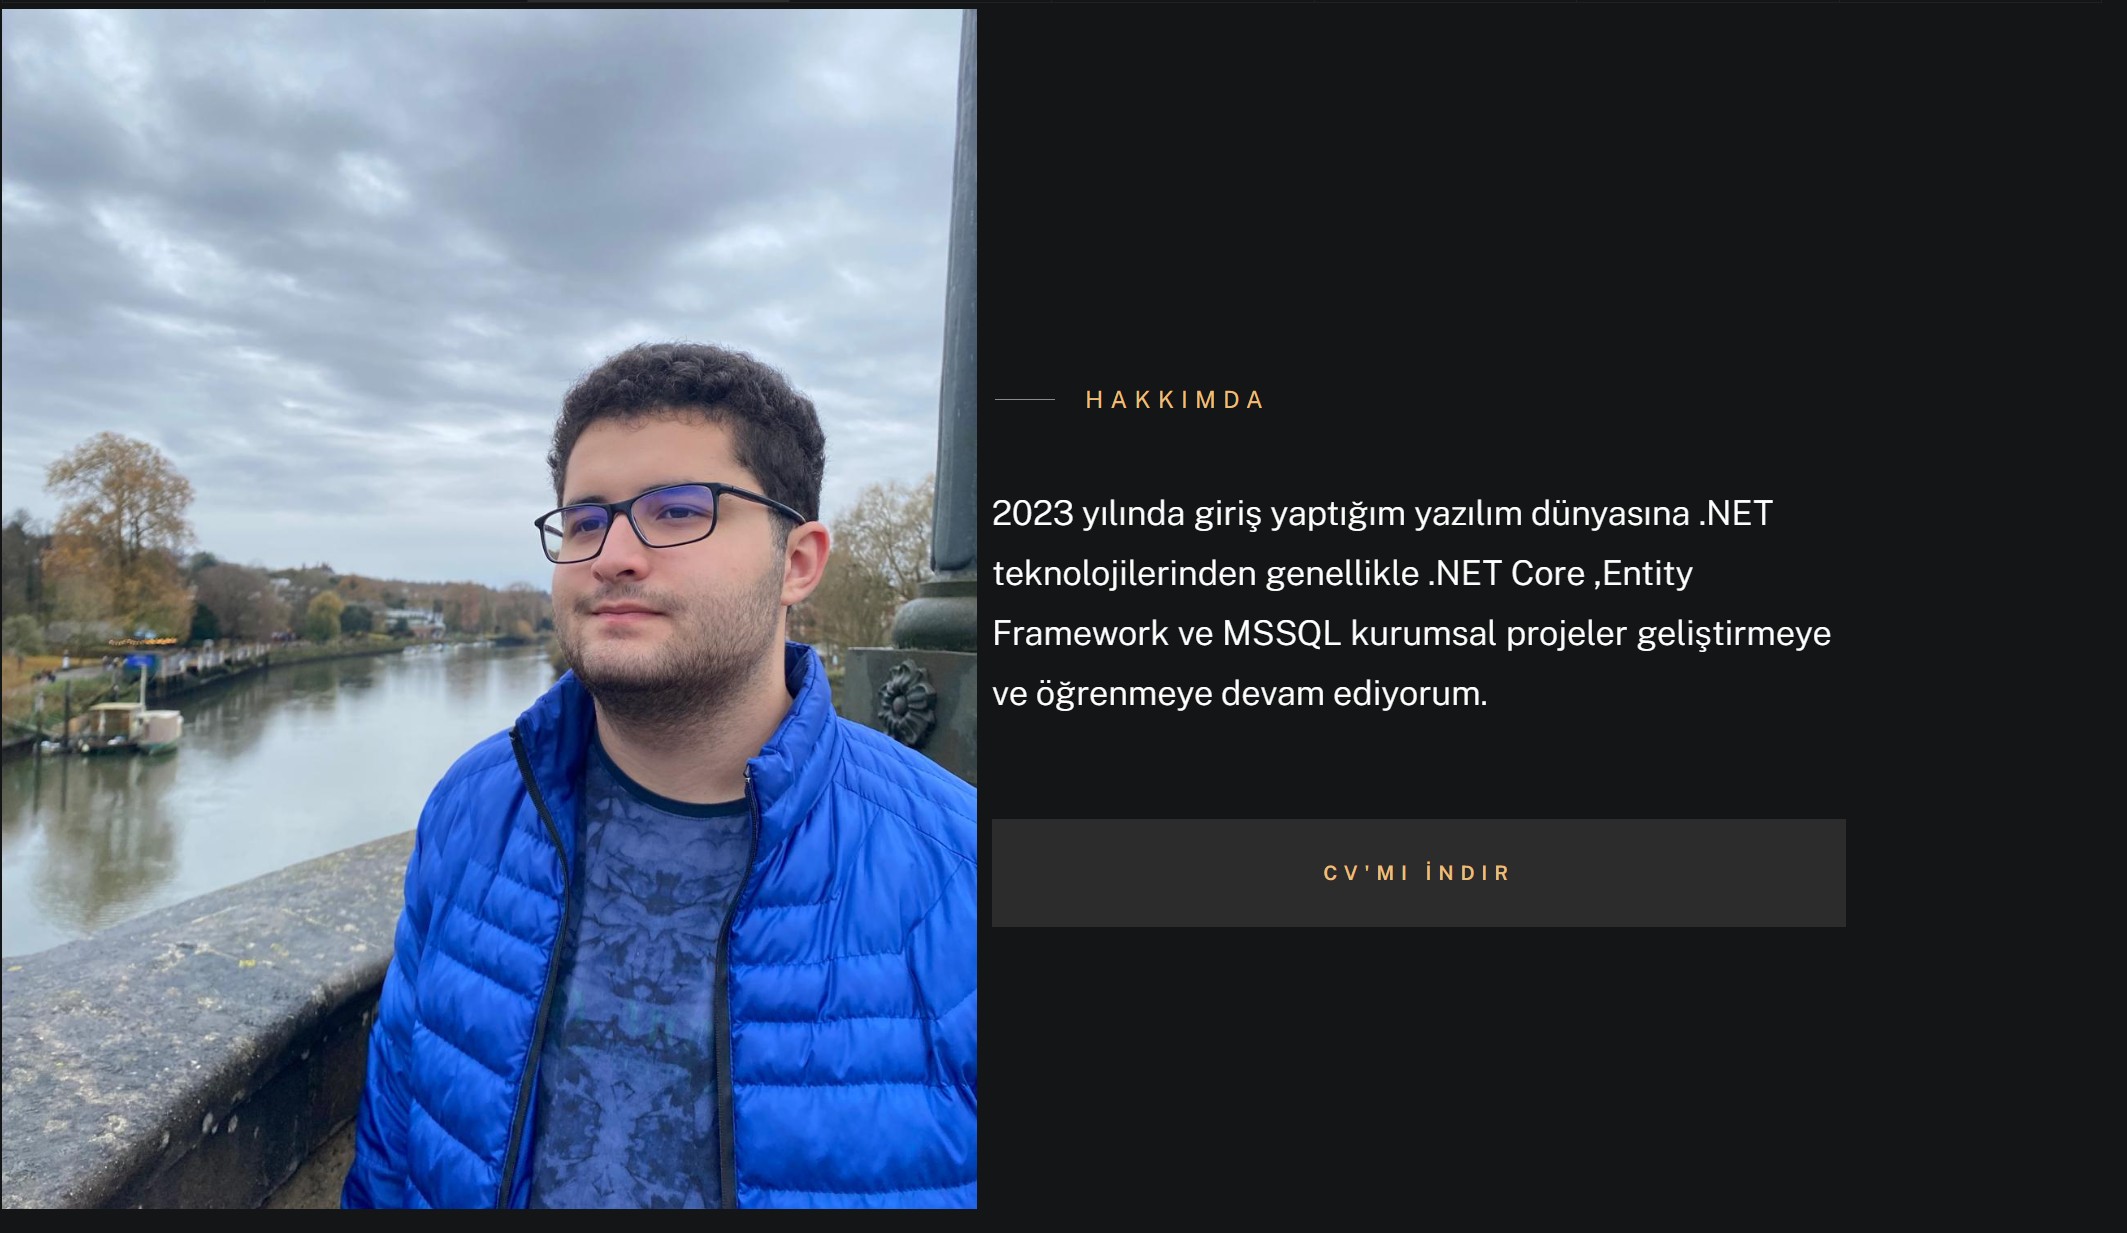 HAKKIMDA
2023 yılında giriş yaptığım yazılım dünyasına .NET
teknolojilerinden genellikle .NET Core ,Entity
Framework ve MSSQL kurumsal projeler geliştirmeye
ve öğrenmeye devam ediyorum.
CV'MI İNDIR